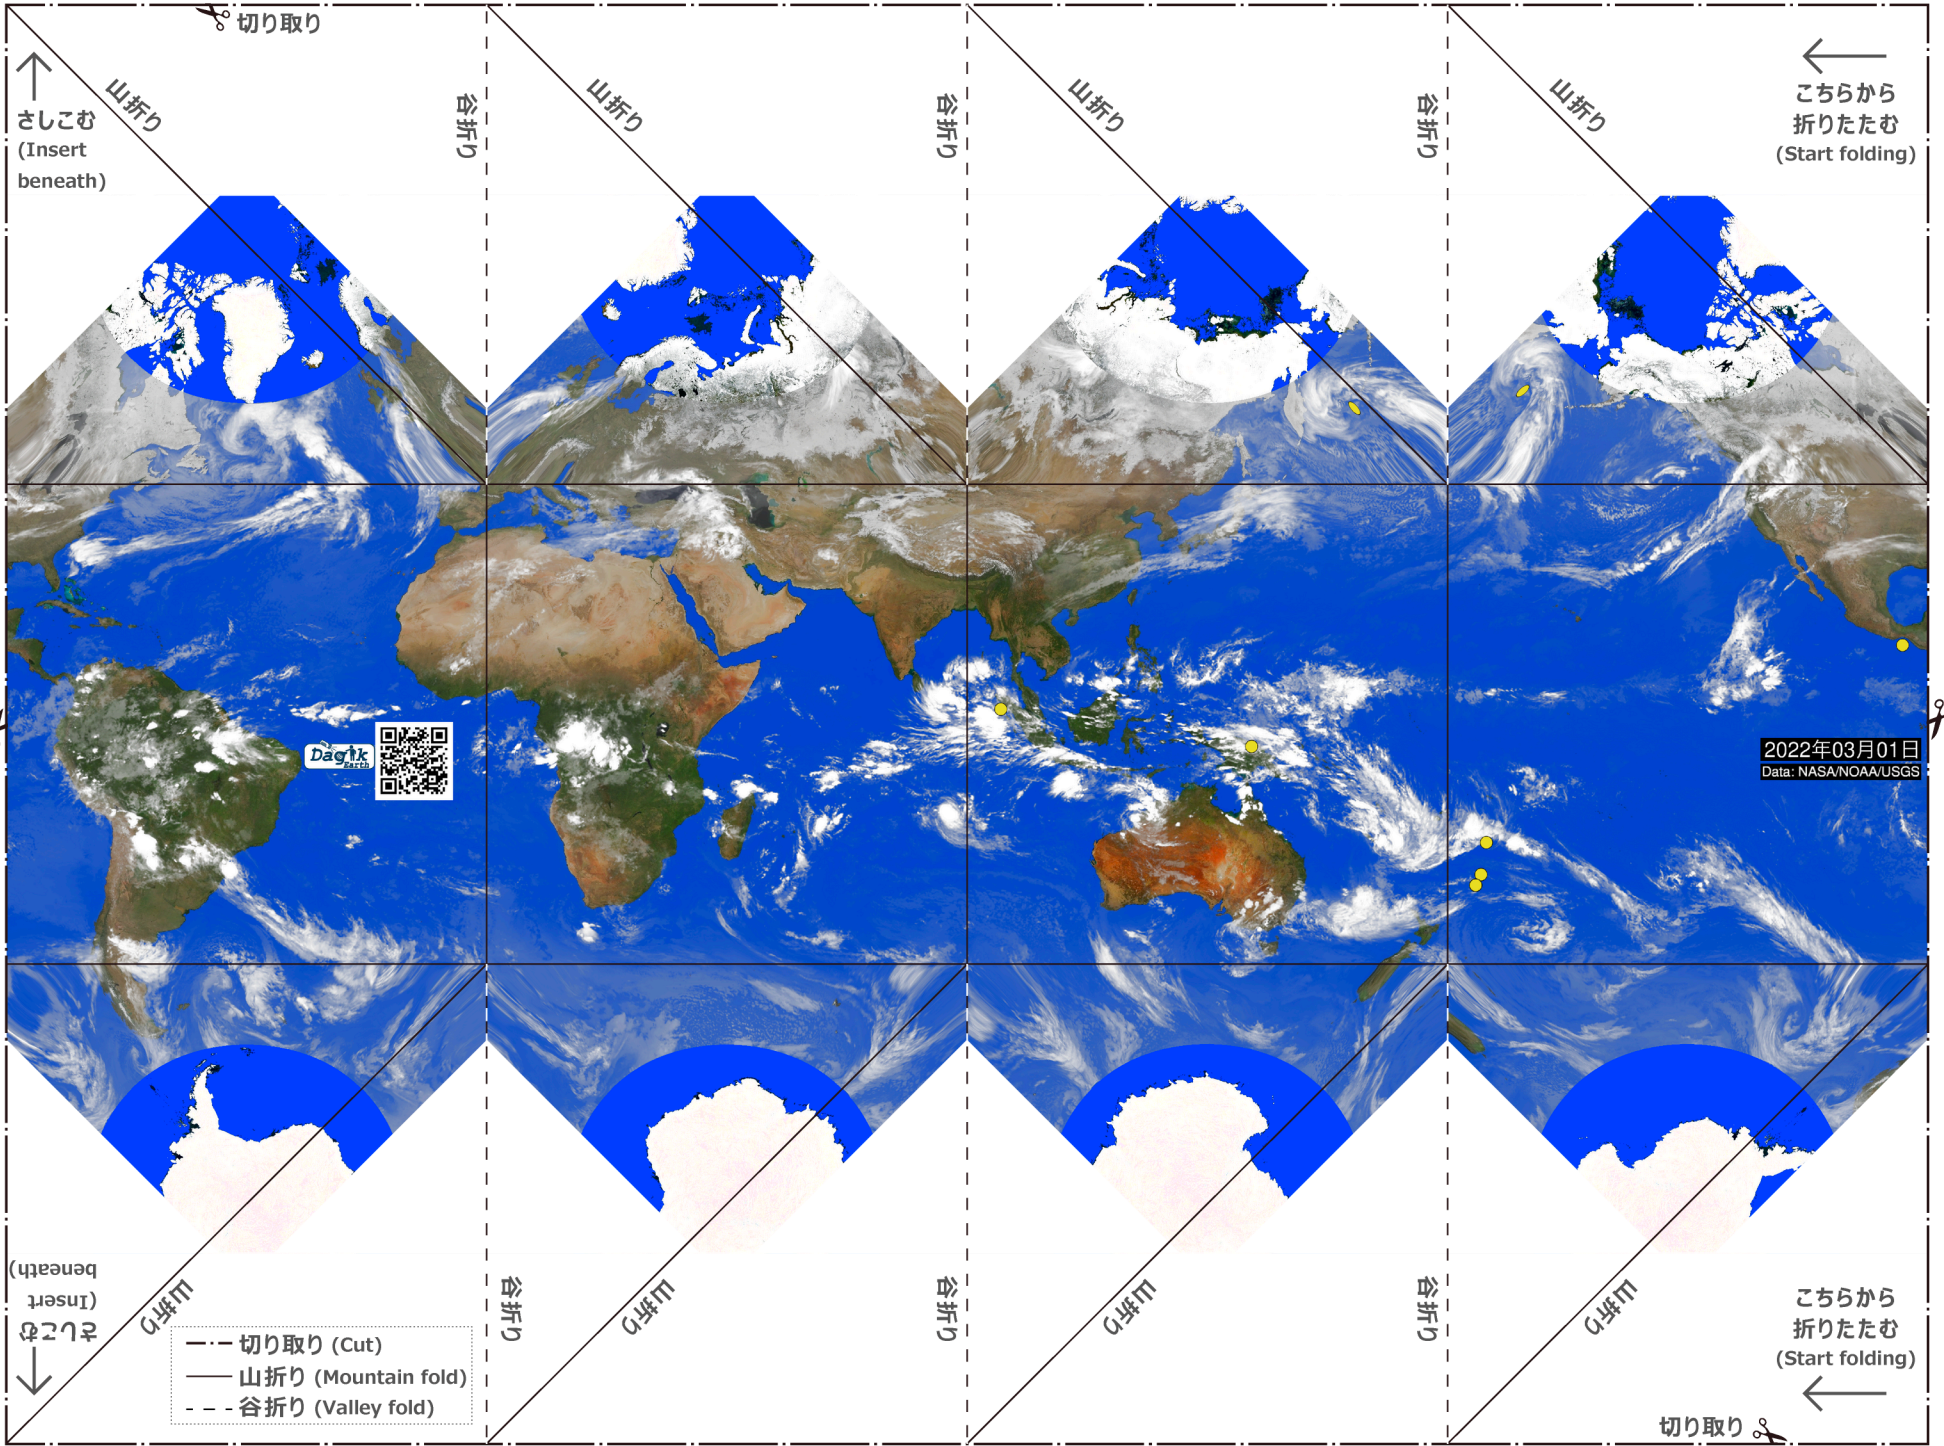 切り取り
山折り
谷折り
山折り
谷折り
山折り
谷折り
山折り
さしこむ
(Insert
beneath)
こちらから
折りたたむ
(Start folding)
Dagik
Earth
2022年03月01日
Data: NASA/NOAA/USGS
さしこむ
(Insert
beneath)
山折り
谷折り
山折り
谷折り
山折り
谷折り
山折り
切り取り (Cut)
山折り (Mountain fold)
谷折り (Valley fold)
こちらから
折りたたむ
(Start folding)
切り取り